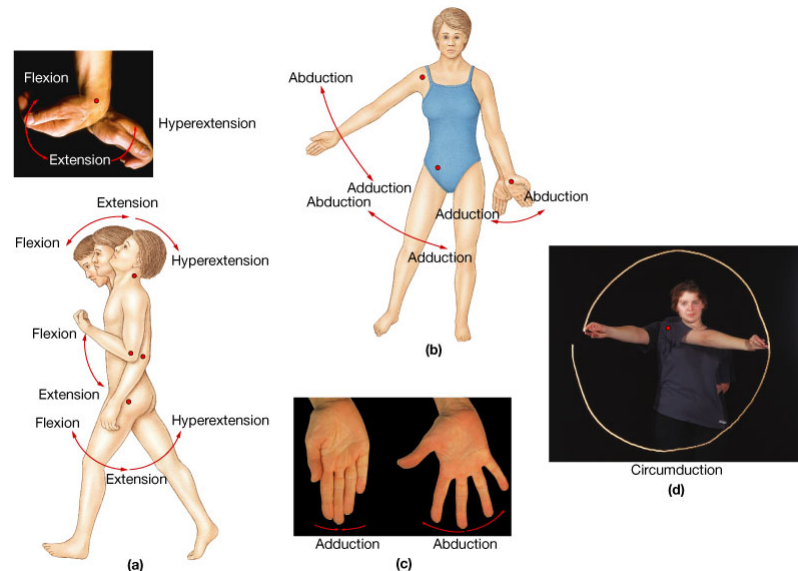 Flexion
Hyperextension
Extension
Extension
Flexion
Hyperextension
Flexion
Extension
Flexion
Hyperextension
Extension
(a)
Abduction
Adduction
Abduction
Abduction
Adduction
Adduction
(b)
Adduction
Abduction
(c)
Circumduction
(d)